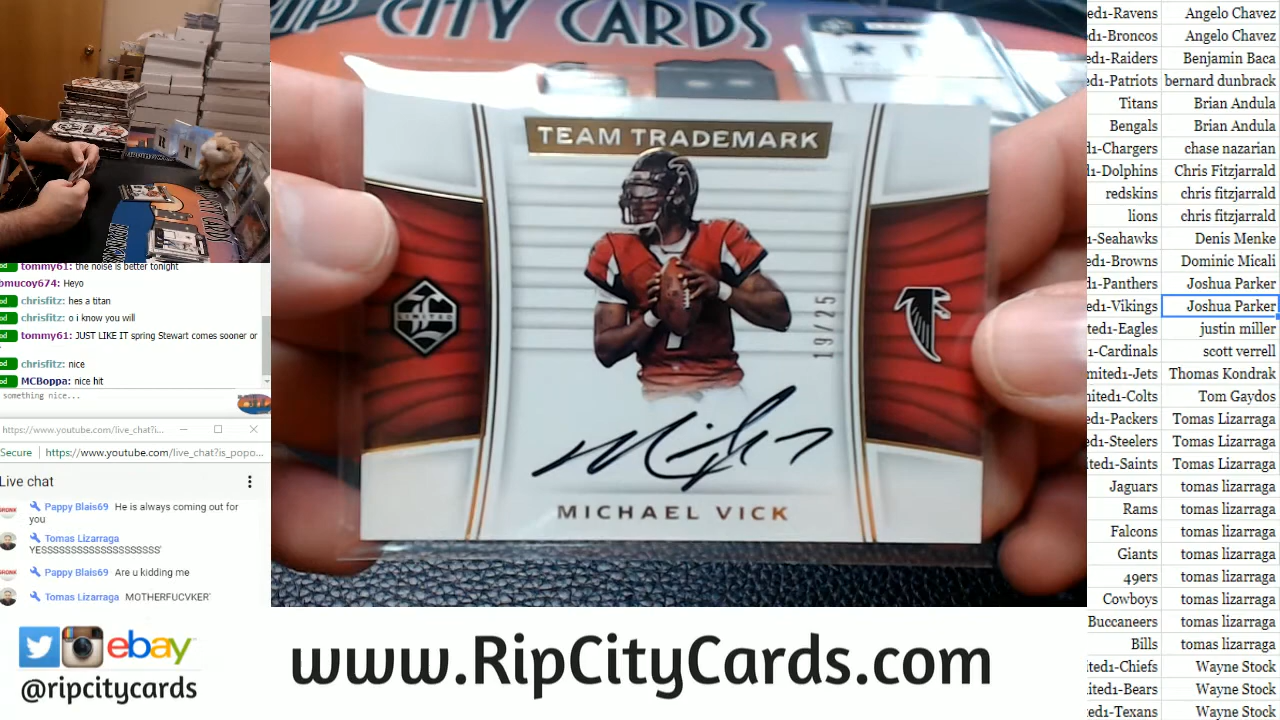 RIP CITY CARDS
TEAM TRADEMARK
LIMITED
19/25
MICHAEL VICK
tommy61: the noise is better tonight
bmucoy674: Heyo
chrisfitz: hes a titan
chrisfitz: o i know you will
tommy61: JUST LIKE IT spring Stewart comes sooner or
chrisfitz: nice
MCBoppa: nice hit
something nice...
https://www.youtube.com/live_chat?i...
Secure https://www.youtube.com/live_chat?is_popo...
Live chat
Pappy Blais69 He is always coming out for
you
Tomas Lizarraga
YESSSSSSSSSSSSSSSSSSSS'
Pappy Blais69 Are u kidding me
Tomas Lizarraga MOTHERFUCVKER'
ebay
@ripcitycards
www.RipCityCards.com
ed1-Ravens Angelo Chavez
ed1-Broncos Angelo Chavez
ed1-Raiders Benjamin Baca
ed1-Patriots bernard dunbrack
Titans Brian Andula
Bengals Brian Andula
1-Chargers chase nazarian
1-Dolphins Chris Fitzjarrald
redskins chris fitzjarrald
lions chris fitzjarrald
1-Seahawks Denis Menke
ed1-Browns Dominic Micali
ed1-Panthers Joshua Parker
ed1-Vikings Joshua Parker
ited1-Eagles justin miller
1-Cardinals scott verrell
mited1-Jets Thomas Kondrak
nited1-Colts Tom Gaydos
ed1-Packers Tomas Lizarraga
ed1-Steelers Tomas Lizarraga
ited1-Saints Tomas Lizarraga
Jaguars tomas lizarraga
Rams tomas lizarraga
Falcons tomas lizarraga
Giants tomas lizarraga
49ers tomas lizarraga
Cowboys tomas lizarraga
Buccaneers tomas lizarraga
Bills tomas lizarraga
ited1-Chiefs Wayne Stock
ited1-Bears Wayne Stock
ited1-Texans Wayne Stock